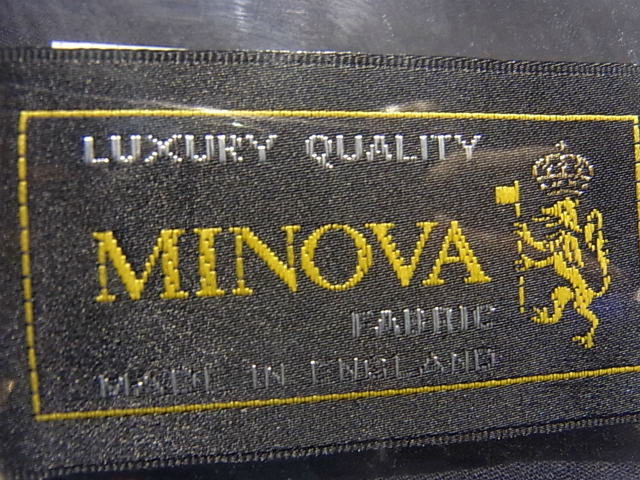 LUXURY QUALITY
MINOVA
FABRIC
MADE IN ENGLAND